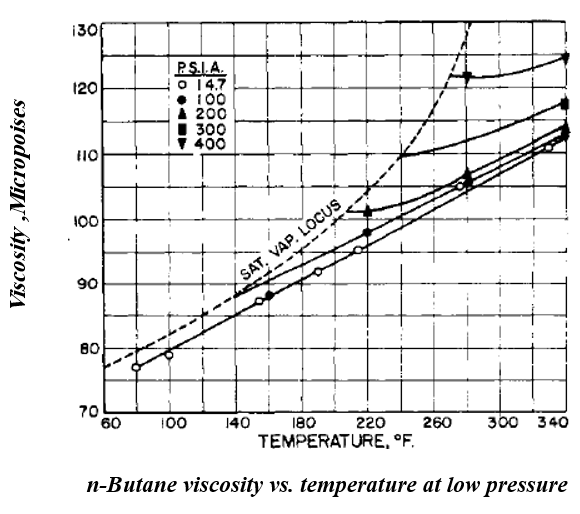 130
120
110
100
90
80
70
P.S.I.A.
14.7
100
200
300
400
SAT. VAP. LOCUS
60 100 140 180 220 260 300 340
TEMPERATURE, °F.
Viscosity ,Micropoises
n-Butane viscosity vs. temperature at low pressure